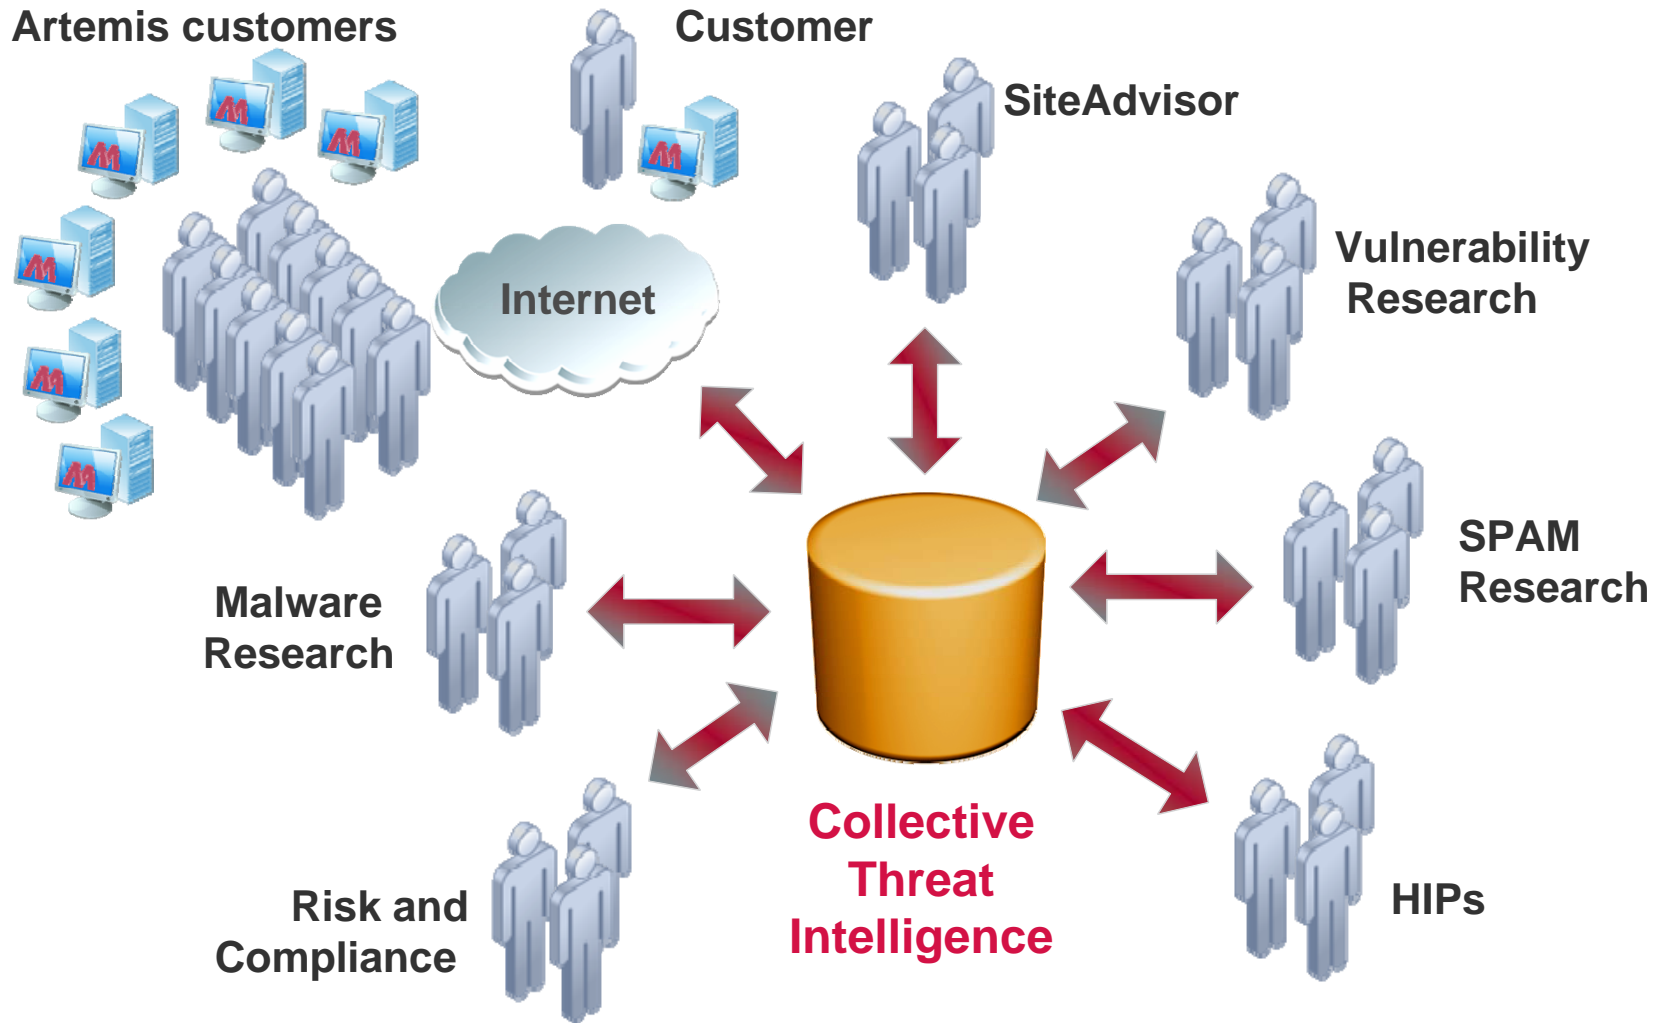 Artemis customers
Customer
SiteAdvisor
Vulnerability
Research
Internet
SPAM
Research
Malware
Research
Collective
Threat
Intelligence
HIPs
Risk and
Compliance